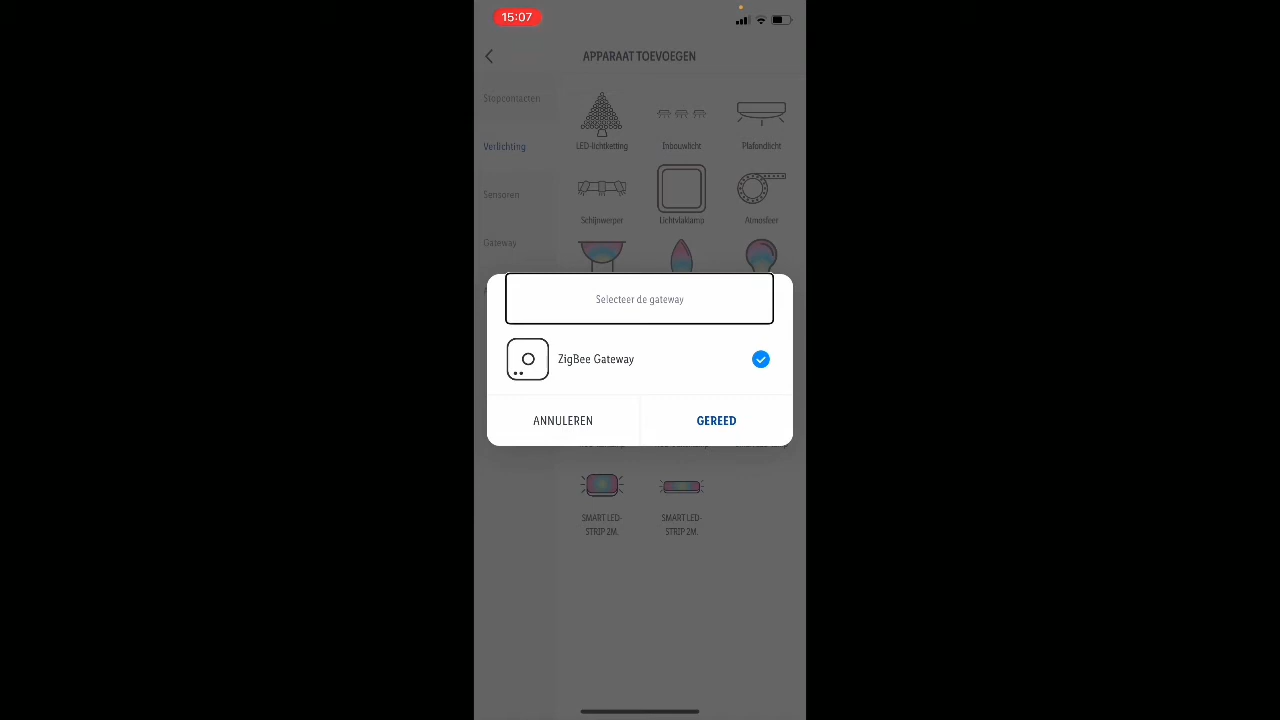 15:07
APPARAAT TOEVOEGEN
Stopcontacten
Verlichting
Sensoren
Gateway
LED-lichtketting
Inbouwlicht
Plafondlicht
Schijnwerper
Lichtvlaklamp
Atmosfeer
Selecteer de gateway
ZigBee Gateway
ANNULEREN
GEREED
SMART LED-
STRIP 2M.
SMART LED-
STRIP 2M.